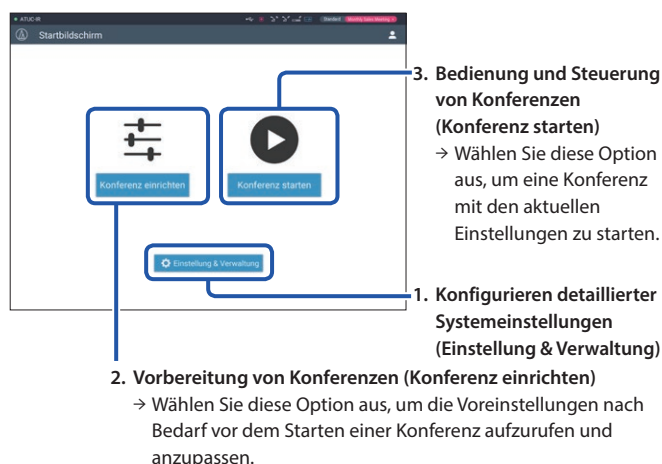 ATUC-IR
Standard Monthly Sales Meeting
Startbildschirm
Konferenz einrichten
Konferenz starten
Einstellung & Verwaltung
3. Bedienung und Steuerung
von Konferenzen
(Konferenz starten)
→ Wählen Sie diese Option
aus, um eine Konferenz
mit den aktuellen
Einstellungen zu starten.
1. Konfigurieren detaillierter
Systemeinstellungen
(Einstellung & Verwaltung)
2. Vorbereitung von Konferenzen (Konferenz einrichten)
→ Wählen Sie diese Option aus, um die Voreinstellungen nach
Bedarf vor dem Starten einer Konferenz aufzurufen und
anzupassen.